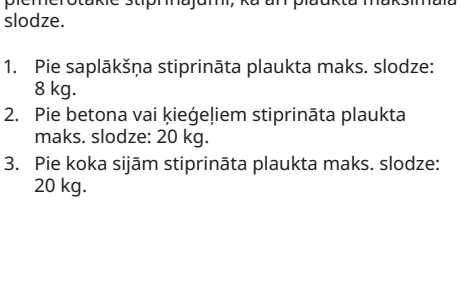 piemērotākie stiprinājumi, kā arī plaukta maksimālā
slodze.
1. Pie saplākšņa stiprināta plaukta maks. slodze:
8 kg.
2. Pie betona vai ķieģeļiem stiprināta plaukta
maks. slodze: 20 kg.
3. Pie koka sijām stiprināta plaukta maks. slodze:
20 kg.